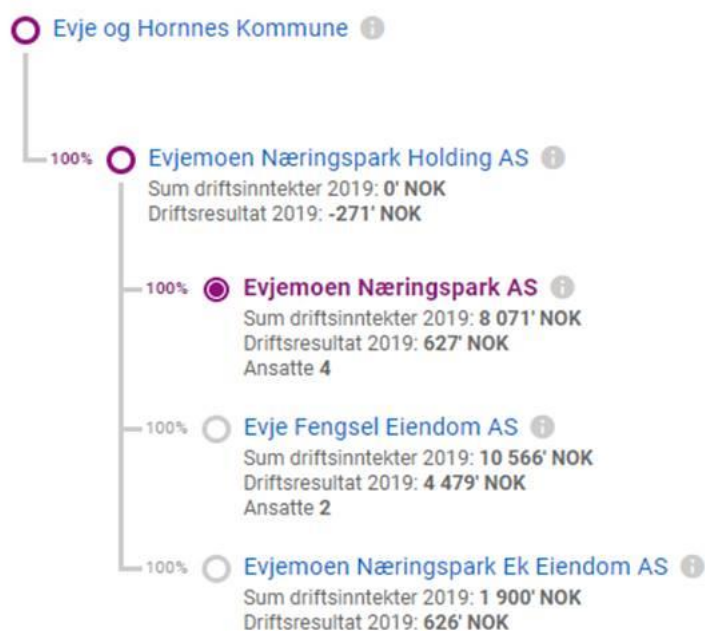 Evje og Hornnes Kommune
100% Evjemoen Næringspark Holding AS
Sum driftsinntekter 2019: 0' NOK
Driftsresultat 2019: -271' NOK
100% Evjemoen Næringspark AS
Sum driftsinntekter 2019: 8 071' NOK
Driftsresultat 2019: 627' NOK
Ansatte 4
100% Evje Fengsel Eiendom AS
Sum driftsinntekter 2019: 10 566' NOK
Driftsresultat 2019: 4 479' NOK
Ansatte 2
100% Evjemoen Næringspark Ek Eiendom AS
Sum driftsinntekter 2019: 1 900' NOK
Driftsresultat 2019: 626' NOK